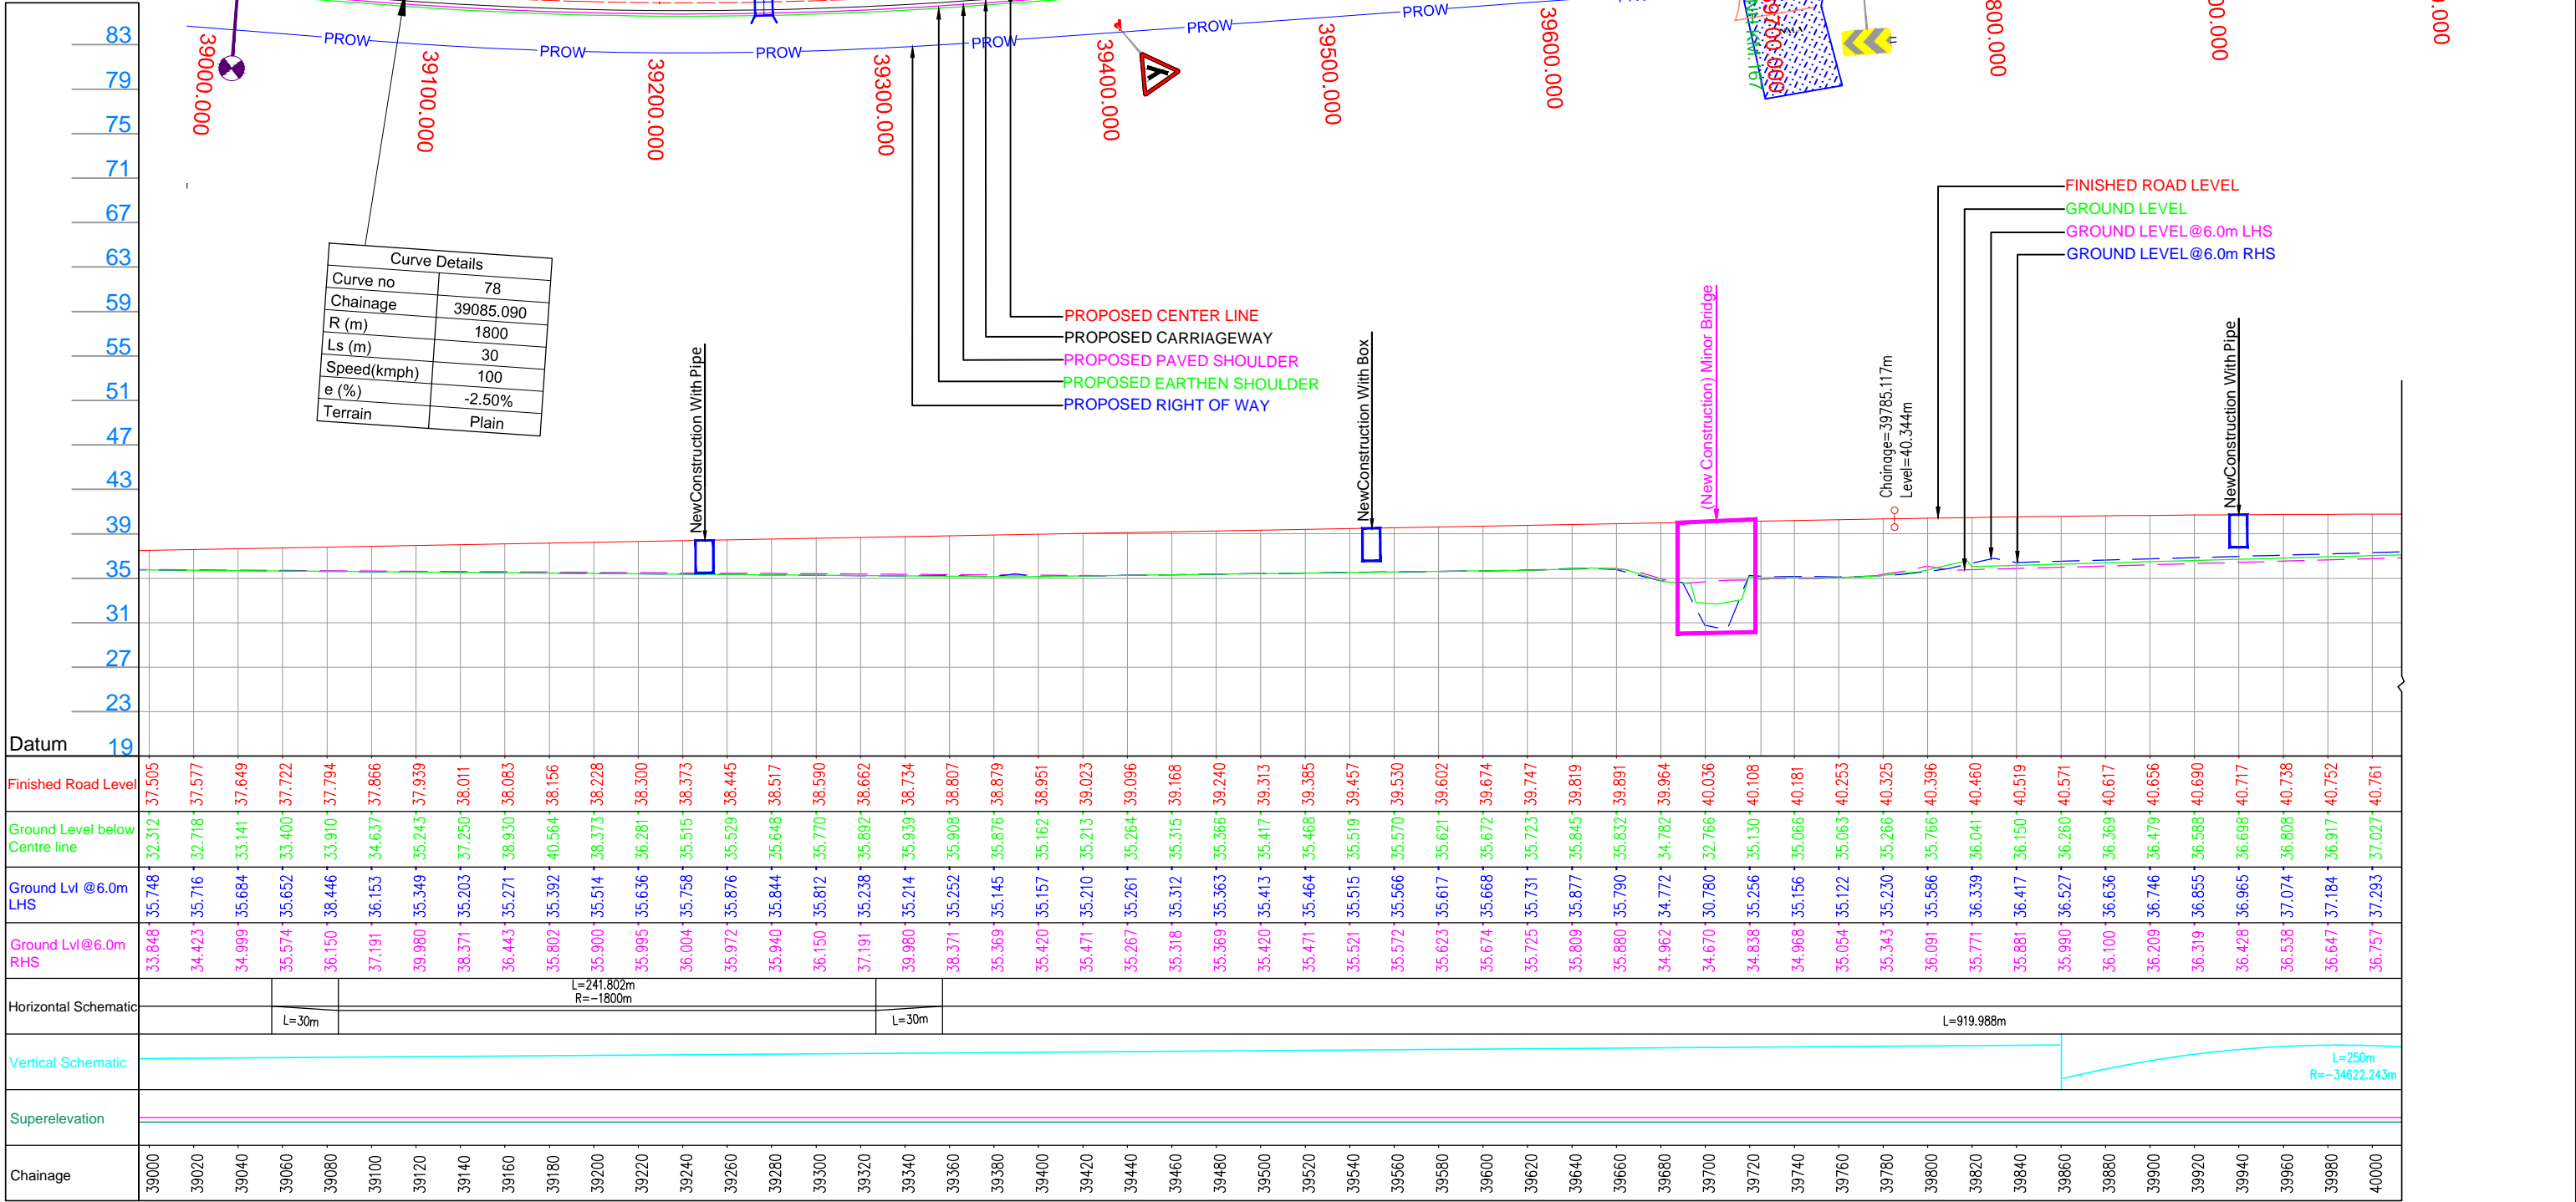 83
79
75
71
67
63
59
55
51
47
43
39
35
31
27
23
Datum 19
PROW PROW PROW PROW PROW PROW
39000.000
39100.000
39200.000
39300.000
39400.000
39500.000
39600.000
39700.000
Curve Details
Curve no 78
Chainage 39085.090
R (m) 1800
Ls (m) 30
Speed(kmph) 100
e (%) -2.50%
Terrain Plain
PROPOSED CENTER LINE
PROPOSED CARRIAGEWAY
PROPOSED PAVED SHOULDER
PROPOSED EARTHEN SHOULDER
PROPOSED RIGHT OF WAY
FINISHED ROAD LEVEL
GROUND LEVEL
GROUND LEVEL@6.0m LHS
GROUND LEVEL@6.0m RHS
NewConstruction With Pipe
NewConstruction With Box
(New Construction) Minor Bridge
Chainage=39785.117m
Level=40.344m
NewConstruction With Pipe
Finished Road Level 37.505 37.577 37.649 37.722 37.794 37.866 37.939 38.011 38.083 38.156 38.228 38.300 38.373 38.445 38.517 38.590 38.662 38.734 38.807 38.879 38.951 39.023 39.096 39.168 39.240 39.313 39.385 39.457 39.530 39.602 39.674 39.747 39.819 39.891 39.964 40.036 40.108 40.181 40.253 40.325 40.396 40.460 40.519 40.571 40.617 40.656 40.690 40.717 40.738 40.752 40.761
Ground Level below
Centre line 32.312 32.718 33.141 33.400 33.910 34.637 35.243 37.250 38.930 40.564 38.373 36.281 35.515 35.529 35.648 35.770 35.892 35.939 35.908 35.876 35.162 35.213 35.264 35.315 35.366 35.417 35.468 35.519 35.570 35.621 35.672 35.723 35.845 35.832 34.782 32.766 35.130 35.066 35.063 35.266 35.766 36.041 36.150 36.260 36.369 36.479 36.588 36.698 36.808 36.917 37.027
Ground Lvl @6.0m
LHS 35.748 35.716 35.684 35.652 38.446 36.153 35.349 35.203 35.271 35.392 35.514 35.636 35.758 35.876 35.844 35.812 35.238 35.214 35.252 35.145 35.157 35.210 35.261 35.312 35.363 35.413 35.464 35.515 35.566 35.617 35.668 35.731 35.877 35.790 34.772 30.780 35.256 35.156 35.122 35.230 35.586 36.339 36.417 36.527 36.636 36.746 36.855 36.965 37.074 37.184 37.293
Ground Lvl@6.0m
RHS 33.848 34.423 34.999 35.574 36.150 37.191 39.980 38.371 36.443 35.802 35.900 35.995 36.004 35.972 35.940 36.150 37.191 39.980 38.371 35.369 35.420 35.471 35.267 35.318 35.369 35.420 35.471 35.521 35.572 35.623 35.674 35.725 35.809 35.880 34.962 34.670 34.838 34.968 35.054 35.343 36.091 35.771 35.881 35.990 36.100 36.209 36.319 36.428 36.538 36.647 36.757
Horizontal Schematic
L=30m
L=241.802m
R=-1800m
L=30m
L=919.988m
Vertical Schematic
L=250m
R=-34622.243m
Superelevation
Chainage 39000 39020 39040 39060 39080 39100 39120 39140 39160 39180 39200 39220 39240 39260 39280 39300 39320 39340 39360 39380 39400 39420 39440 39460 39480 39500 39520 39540 39560 39580 39600 39620 39640 39660 39680 39700 39720 39740 39760 39780 39800 39820 39840 39860 39880 39900 39920 39940 39960 39980 40000